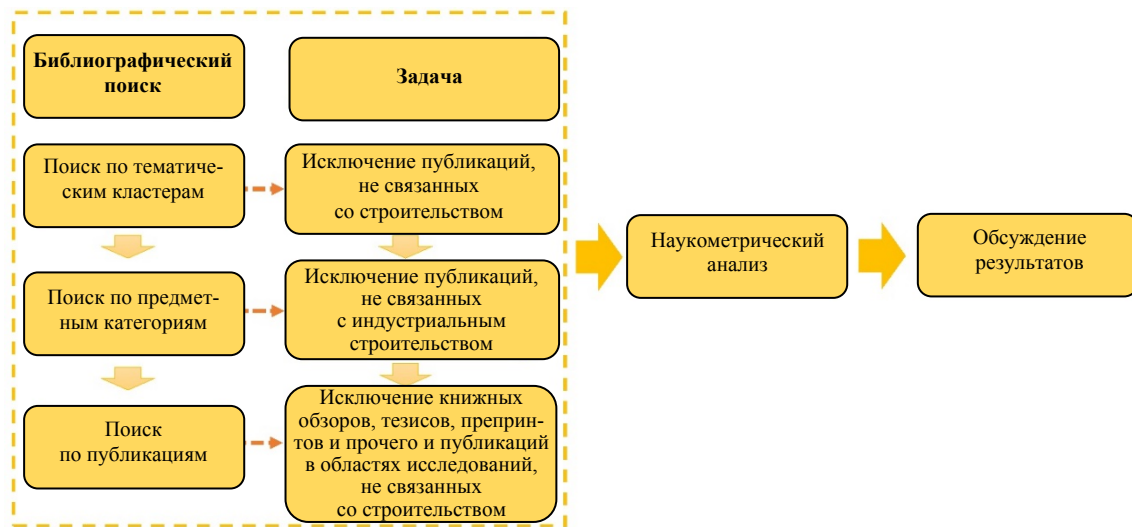 Библиографический
поиск
Задача
Поиск по тематиче-
ским кластерам
Исключение публикаций,
не связанных
со строительством
Поиск по предмет-
ным категориям
Исключение публикаций,
не связанных
с индустриальным
строительством
Поиск
по публикациям
Исключение книжных
обзоров, тезисов, преприн-
тов и прочего и публикаций
в областях исследований,
не связанных
со строительством
Наукометрический
анализ
Обсуждение
результатов